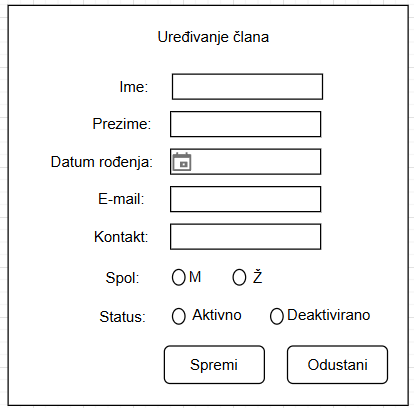 Uređivanje člana
Ime:
Prezime:
Datum rođenja:
E-mail:
Kontakt:
Spol: M Ž
Status: Aktivno Deaktivirano
Spremi Odustani